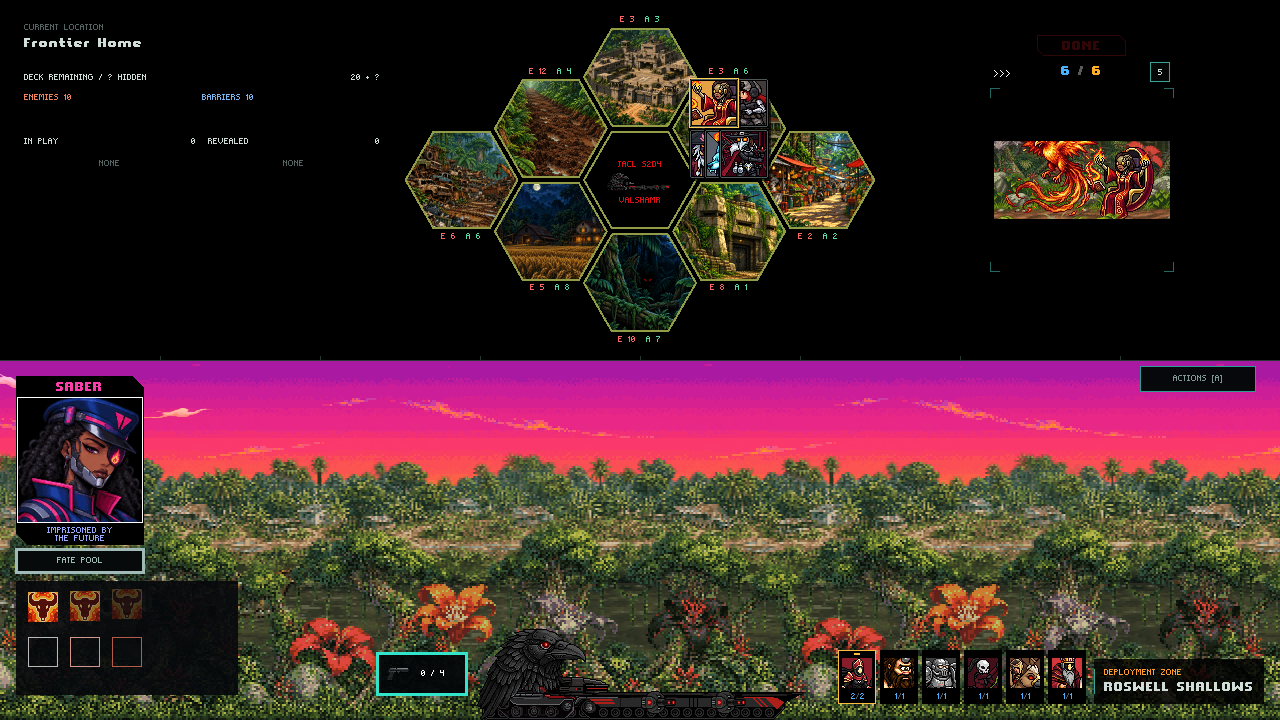 CURRENT LOCATION
Frontier Home
DECK REMAINING / ? HIDDEN 20 + ?
ENEMIES 10 BARRIERS 10
IN PLAY 0 REVEALED 0
NONE NONE
E 3 A 3
E 12 A 4
E 3 A 6
E 6 A 6
E 2 A 2
E 5 A 8
E 8 A 1
E 10 A 7
JACL S2D4
VALSHAMR
DONE
>>> 6 / 6 5
ACTIONS [A]
SABER
IMPRISONED BY
THE FUTURE
FATE POOL
0 / 4
2/2 1/1 1/1 1/1 1/1 1/1
DEPLOYMENT ZONE
ROSWELL SHALLOWS